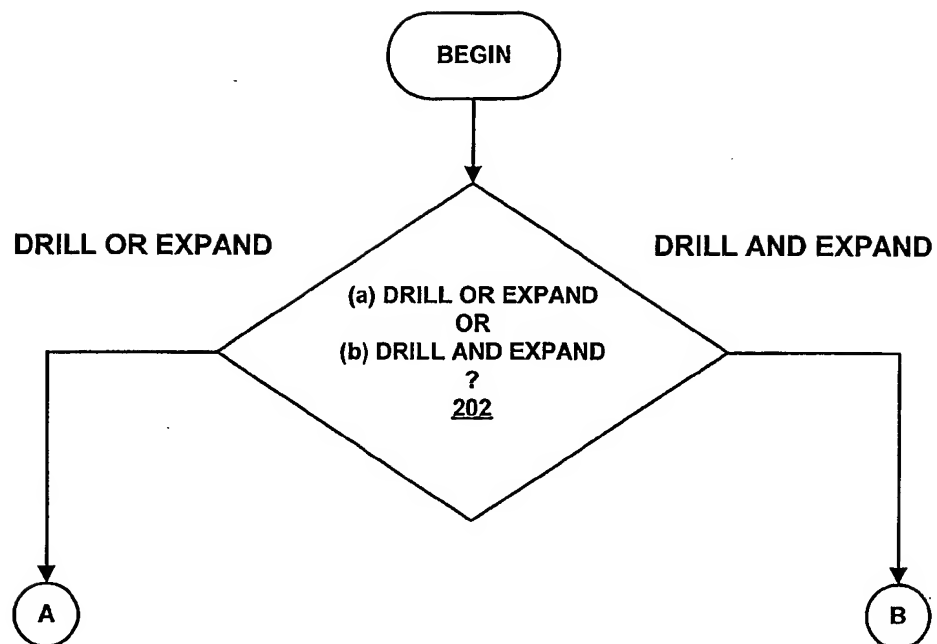 BEGIN
DRILL OR EXPAND
DRILL AND EXPAND
(a) DRILL OR EXPAND
OR
(b) DRILL AND EXPAND
?
202
A
B